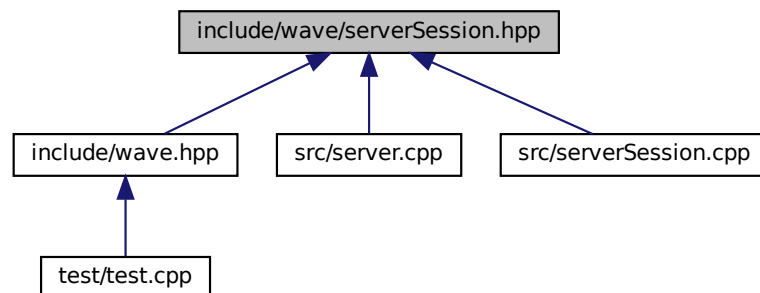 include/wave/serverSession.hpp
include/wave.hpp
src/server.cpp
src/serverSession.cpp
test/test.cpp